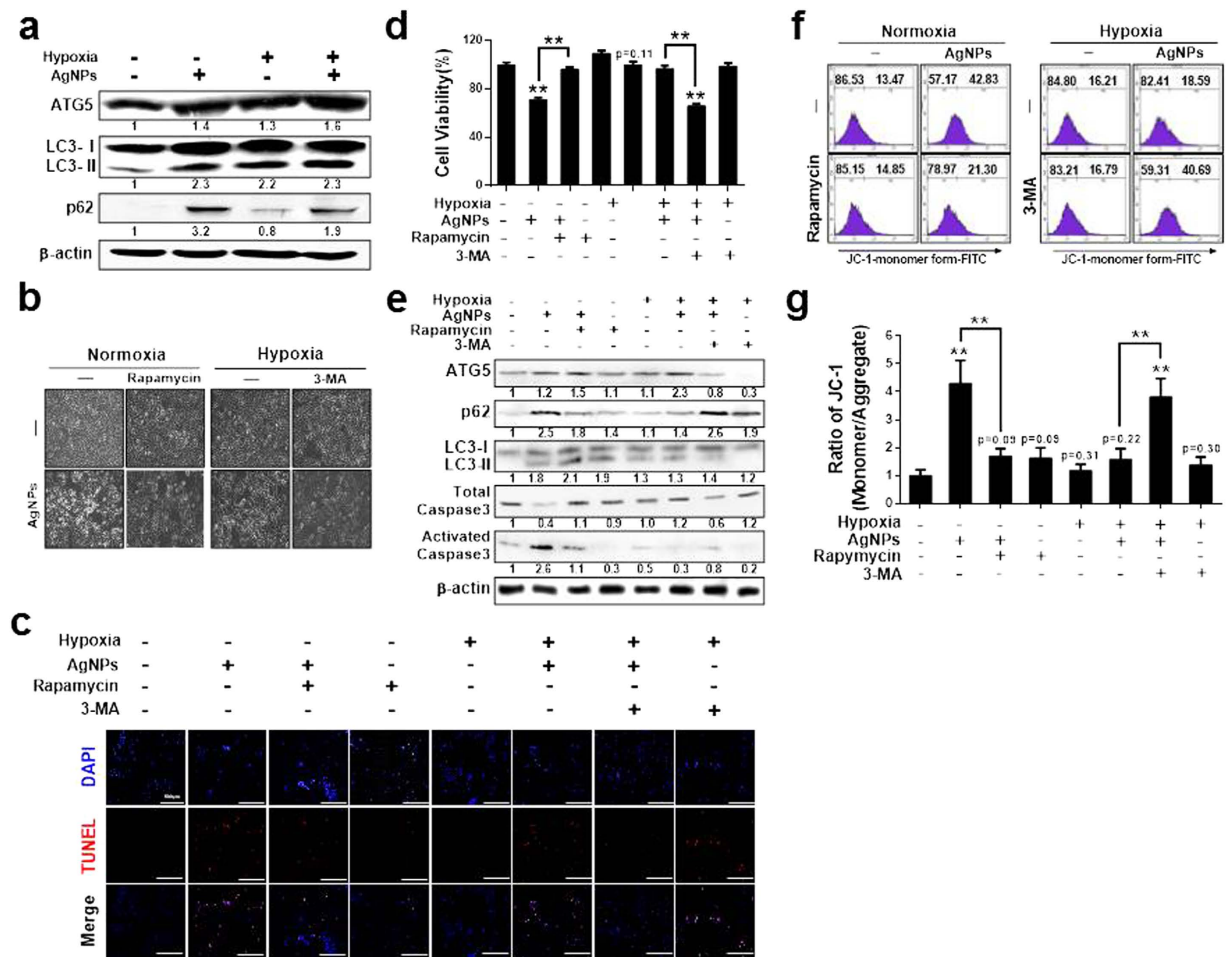 a
Hypoxia - - + +
AgNPs - + - +
ATG5
1 1.4 1.3 1.6
LC3- I
LC3- II
1 2.3 2.2 2.3
p62
1 3.2 0.8 1.9
β-actin
b
Normoxia Hypoxia
— Rapamycin — 3-MA
—
AgNPs
c
Hypoxia - - - - + + + +
AgNPs - + + - - + + -
Rapamycin - - + + - - - -
3-MA - - - - - - + +
DAPI
TUNEL
Merge
d
Cell Viability(%)
120
80
40
0
** ** p=0.11 ** **
Hypoxia - - - - + + + +
AgNPs - + + - - + + -
Rapamycin - - + + - - - -
3-MA - - - - - - + +
e
Hypoxia - - - - + + + +
AgNPs - + + - - + + -
Rapamycin - - + + - - - -
3-MA - - - - - - + +
ATG5
1 1.2 1.5 1.1 1.1 2.3 0.8 0.3
p62
1 2.5 1.8 1.4 1.1 1.4 2.6 1.9
LC3-I
LC3-II
1 1.8 2.1 1.9 1.3 1.3 1.4 1.2
Total
Caspase3
1 0.4 1.1 0.9 1.0 1.2 0.6 1.2
Activated
Caspase3
1 2.6 1.1 0.3 0.5 0.3 0.8 0.2
β-actin
f
Normoxia Hypoxia
— AgNPs — AgNPs
—
86.53 13.47 57.17 42.83
84.80 16.21 82.41 18.59
Rapamycin
85.15 14.85 78.97 21.30
3-MA
83.21 16.79 59.31 40.69
JC-1-monomer form-FITC JC-1-monomer form-FITC
g
Ratio of JC-1
(Monomer/Aggregate)
6
5
4
3
2
1
0
** ** p=0.09 p=0.09 p=0.31 p=0.22 ** ** p=0.30
Hypoxia - - - - + + + +
AgNPs - + + - - + + -
Rapymycin - - + + - - - -
3-MA - - - - - - + +